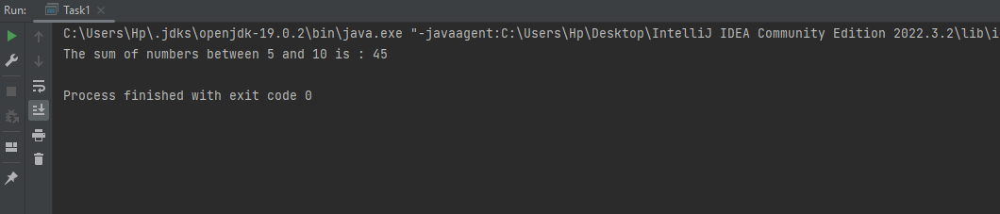 Run: Task1
C:\Users\Hp\.jdks\openjdk-19.0.2\bin\java.exe "-javaagent:C:\Users\Hp\Desktop\IntelliJ IDEA Community Edition 2022.3.2\lib\i
The sum of numbers between 5 and 10 is : 45
Process finished with exit code 0